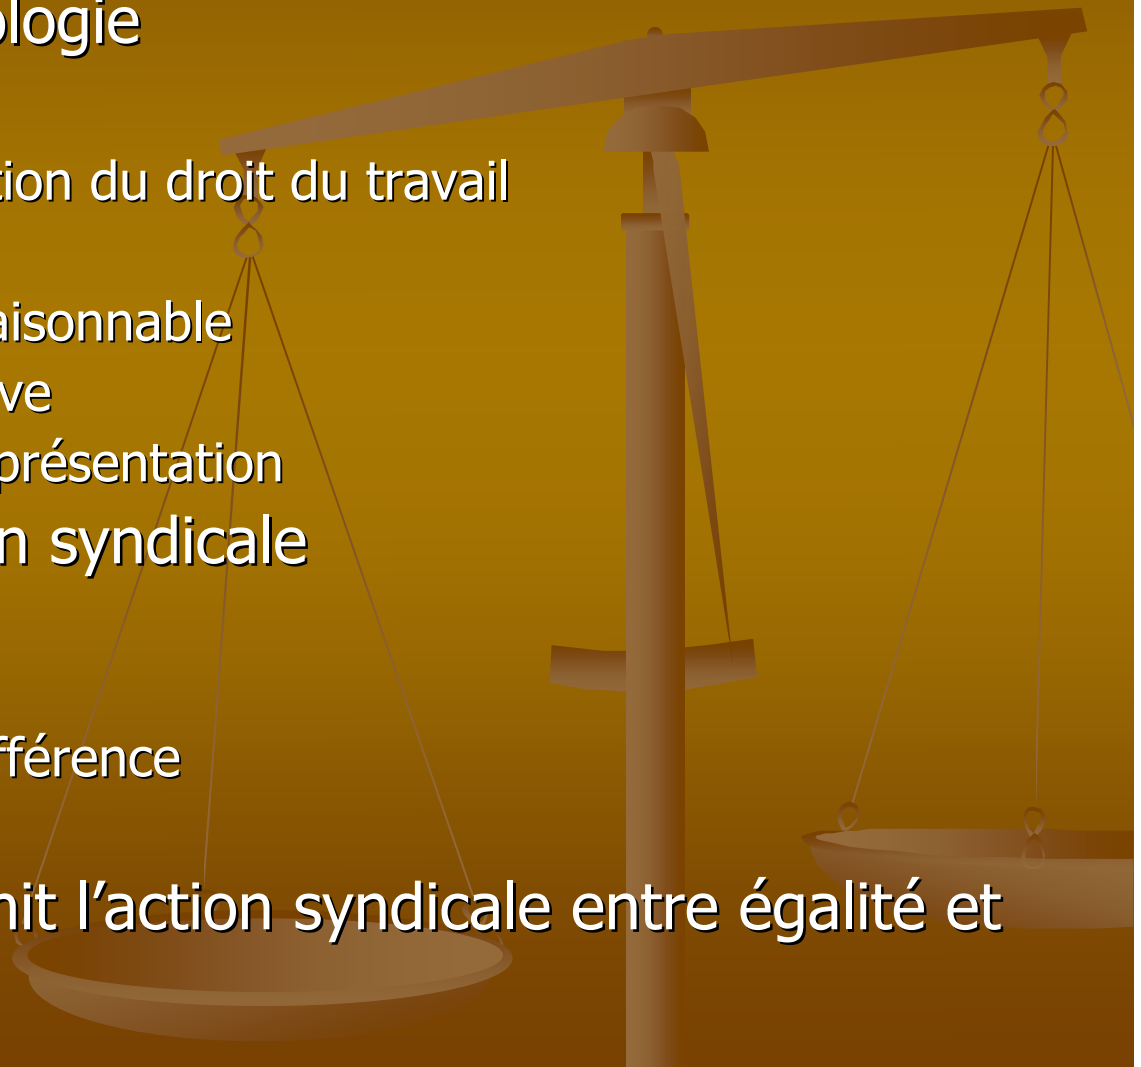 ologie
tion du droit du travail
aisonnable
ve
présentation
n syndicale
fférence
nit l’action syndicale entre égalité et